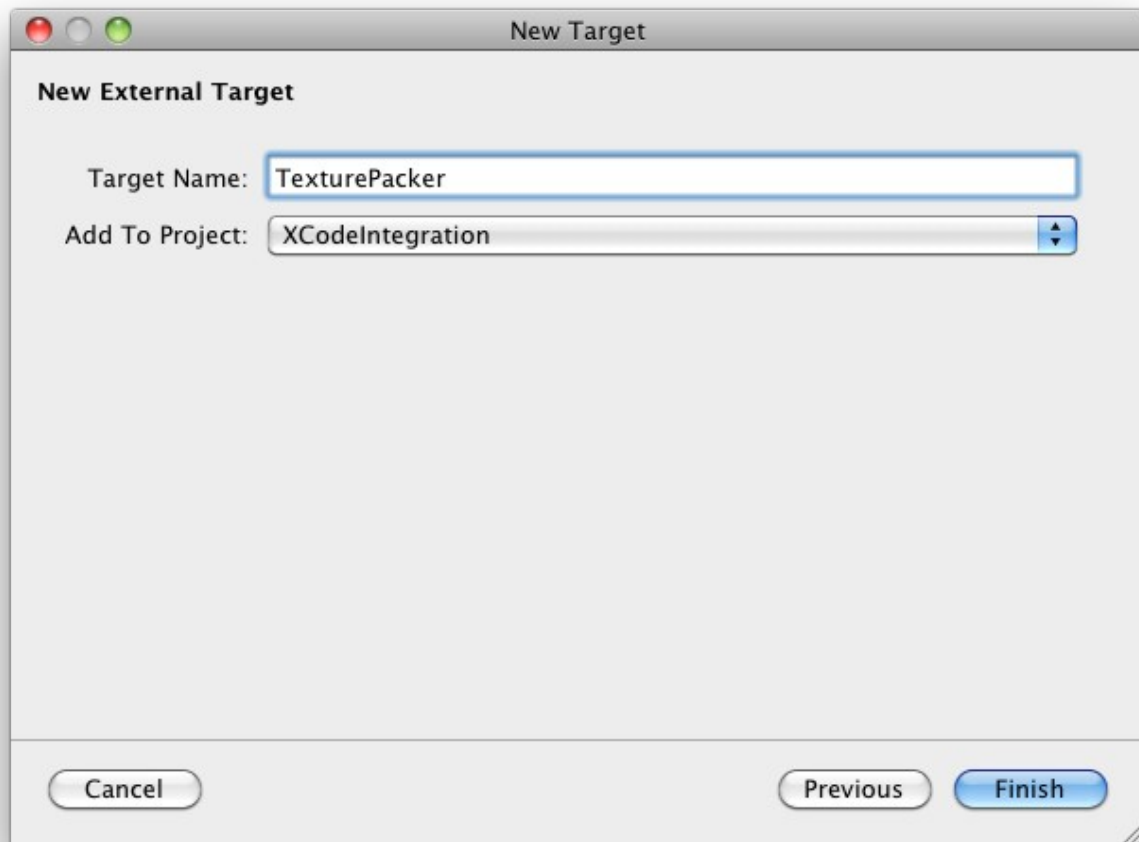 New Target
New External Target
Target Name: TexturePacker
Add To Project: XCodeIntegration
Cancel Previous Finish